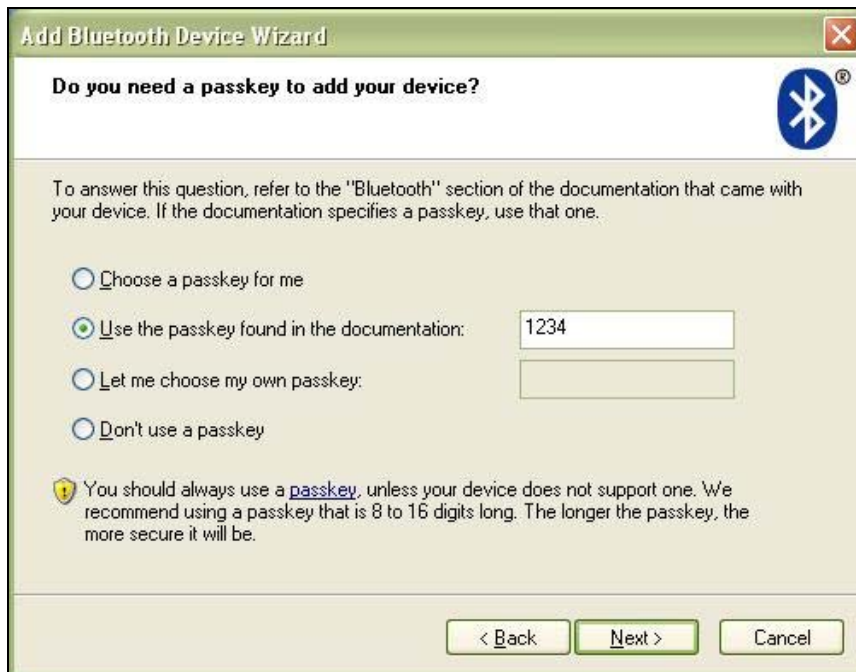 Add Bluetooth Device Wizard
Do you need a passkey to add your device?
®
To answer this question, refer to the "Bluetooth" section of the documentation that came with
your device. If the documentation specifies a passkey, use that one.
Choose a passkey for me
Use the passkey found in the documentation: 1234
Let me choose my own passkey:
Don't use a passkey
You should always use a passkey, unless your device does not support one. We
recommend using a passkey that is 8 to 16 digits long. The longer the passkey, the
more secure it will be.
< Back Next > Cancel